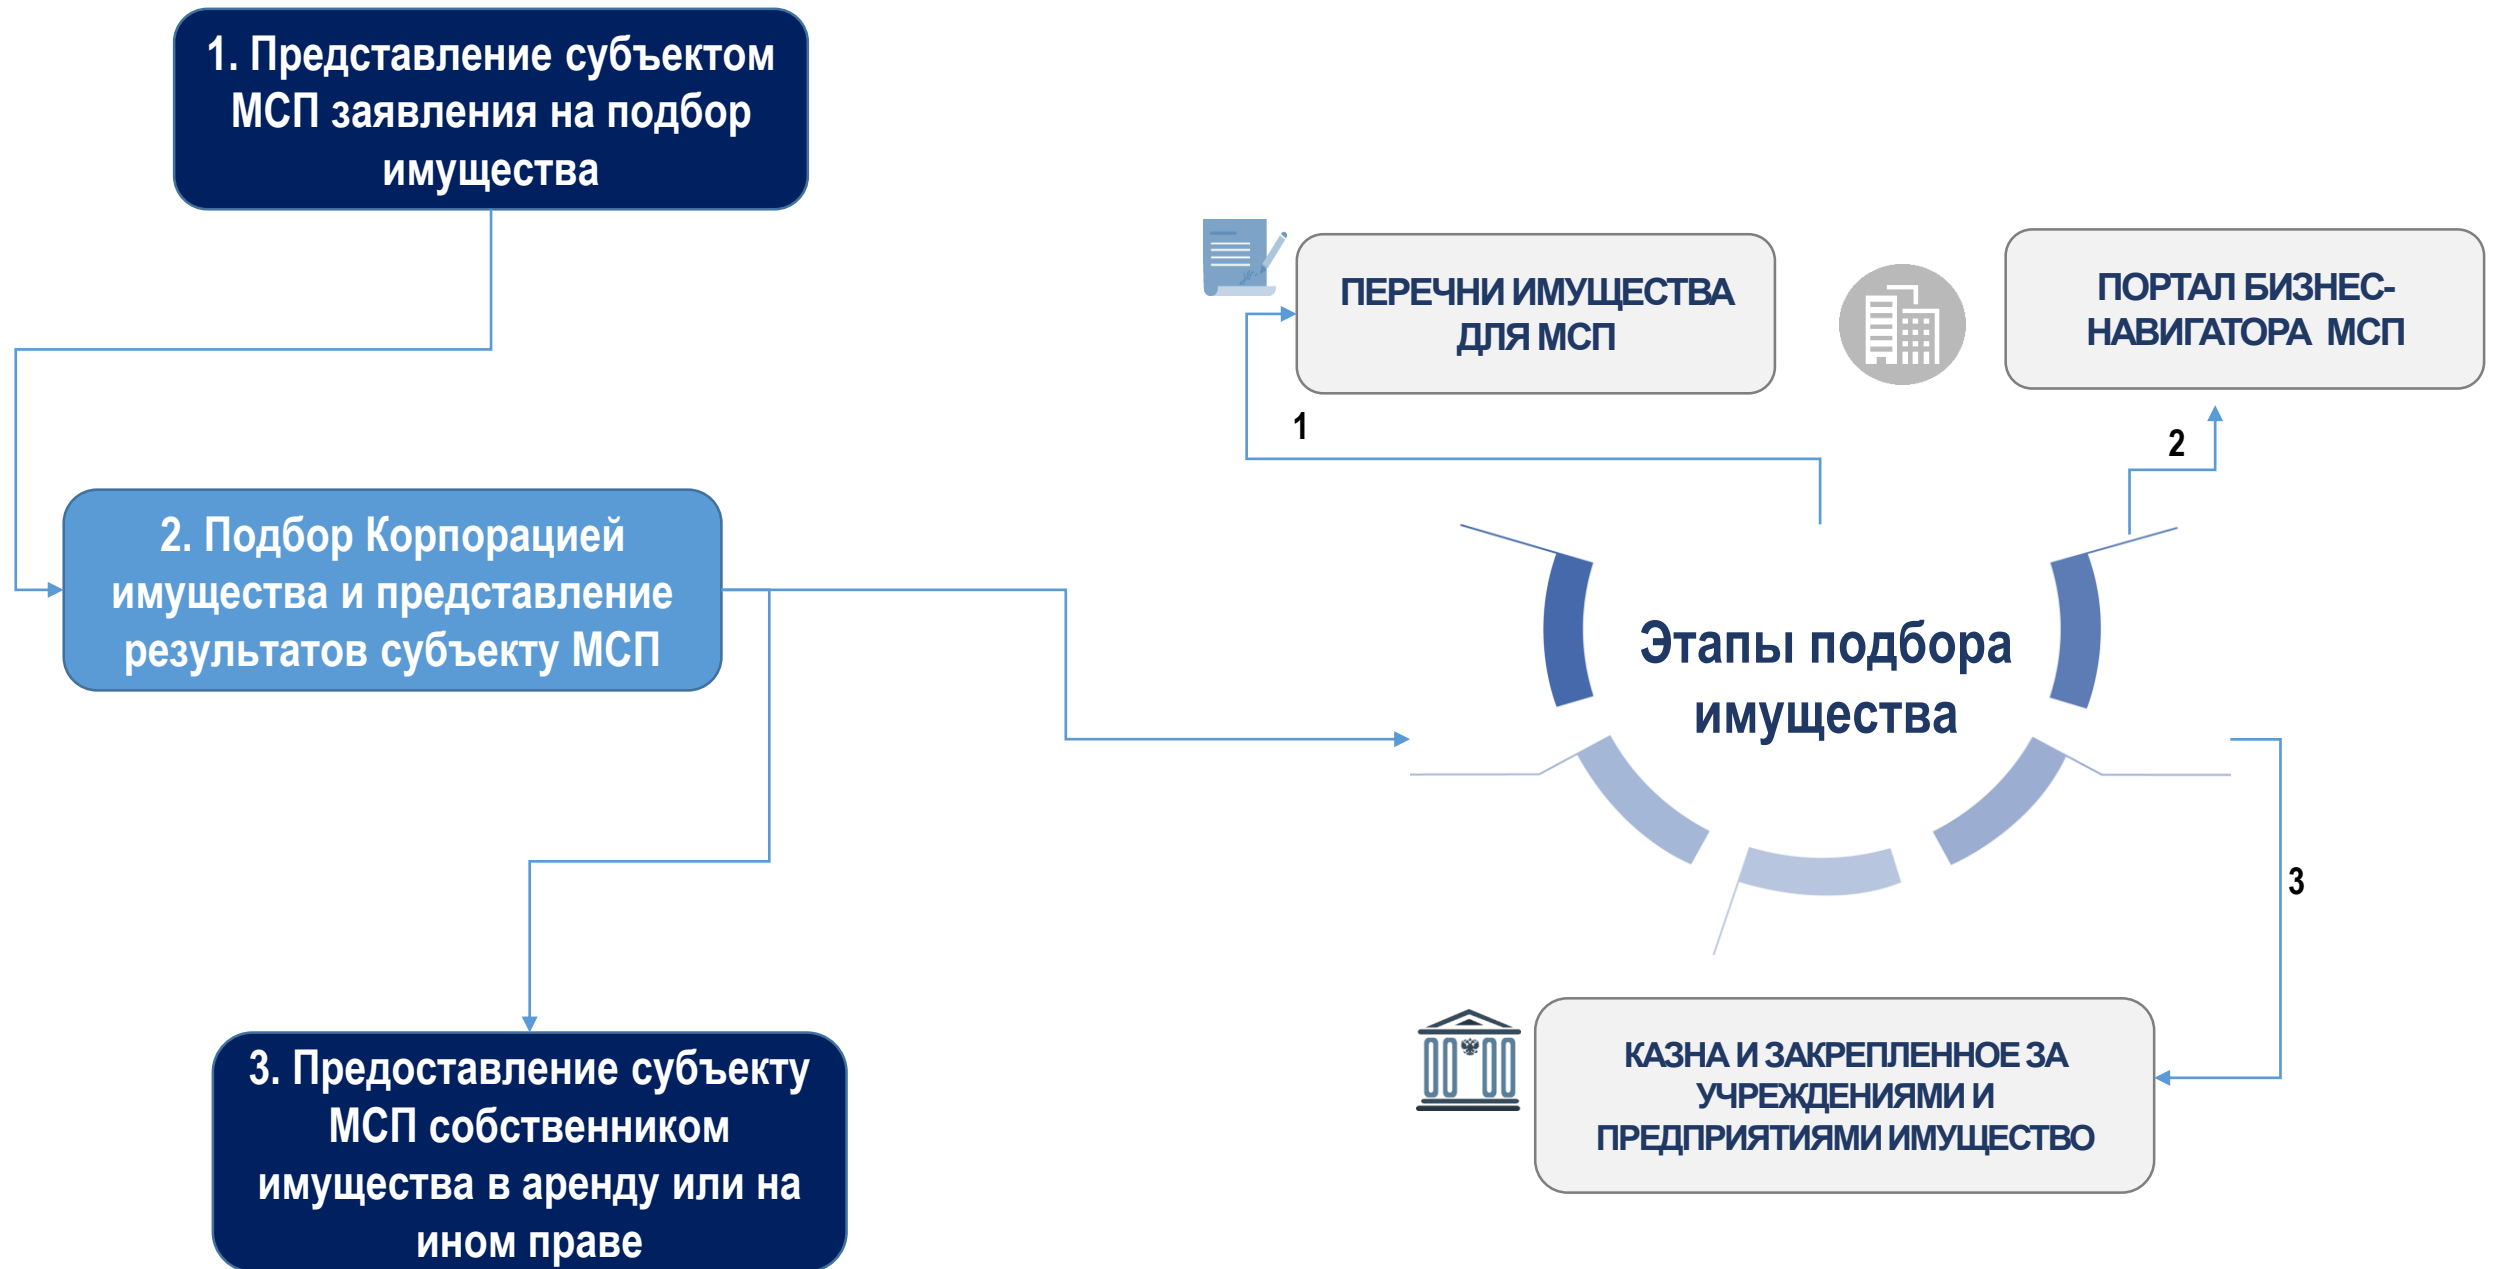 1. Представление субъектом
МСП заявления на подбор
имущества
2. Подбор Корпорацией
имущества и представление
результатов субъекту МСП
3. Предоставление субъекту
МСП собственником
имущества в аренду или на
ином праве
ПЕРЕЧНИ ИМУЩЕСТВА
ДЛЯ МСП
1
ПОРТАЛ БИЗНЕС-
НАВИГАТОРА МСП
2
Этапы подбора
имущества
3
КАЗНА И ЗАКРЕПЛЕННОЕ ЗА
УЧРЕЖДЕНИЯМИ И
ПРЕДПРИЯТИЯМИ ИМУЩЕСТВО